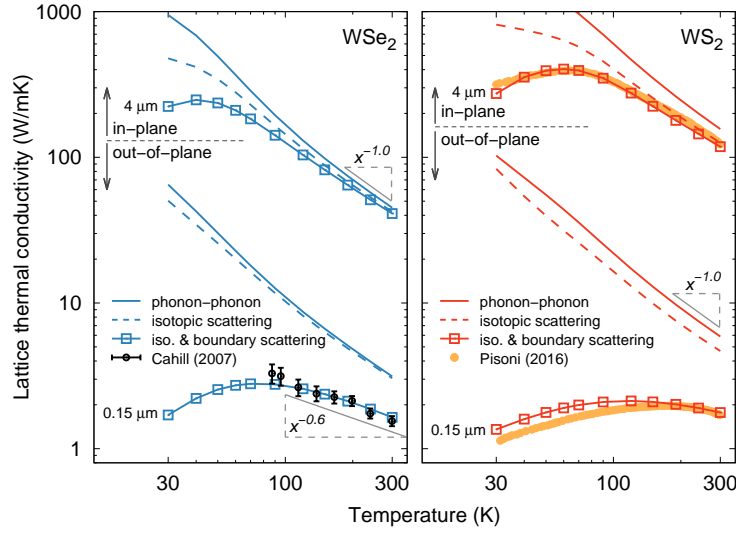 WSe2
WS2
Lattice thermal conductivity (W/mK)
1000
100
10
1
4 μm
in−plane
out−of−plane
x−1.0
phonon−phonon
isotopic scattering
iso. & boundary scattering
Cahill (2007)
0.15 μm
x−0.6
30
100
300
4 μm
in−plane
out−of−plane
x−1.0
phonon−phonon
isotopic scattering
iso. & boundary scattering
Pisoni (2016)
0.15 μm
30
100
300
Temperature (K)